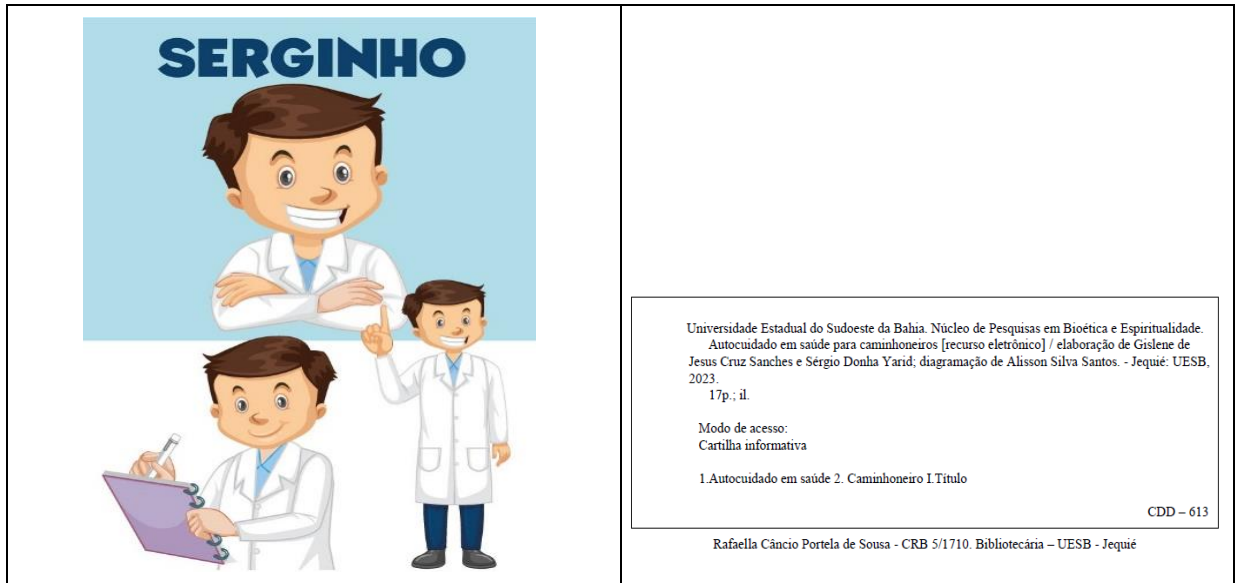 SERGINHO
Universidade Estadual do Sudoeste da Bahia. Núcleo de Pesquisas em Bioética e Espiritualidade.
Autocuidado em saúde para caminhoneiros [recurso eletrônico] / elaboração de Gislene de
Jesus Cruz Sanches e Sérgio Donha Yarid; diagramação de Alisson Silva Santos. - Jequié: UESB,
2023.
17p.; il.
Modo de acesso:
Cartilha informativa
1.Autocuidado em saúde 2. Caminhoneiro I.Título
CDD – 613
Rafaella Câncio Portela de Sousa - CRB 5/1710. Bibliotecária – UESB - Jequié